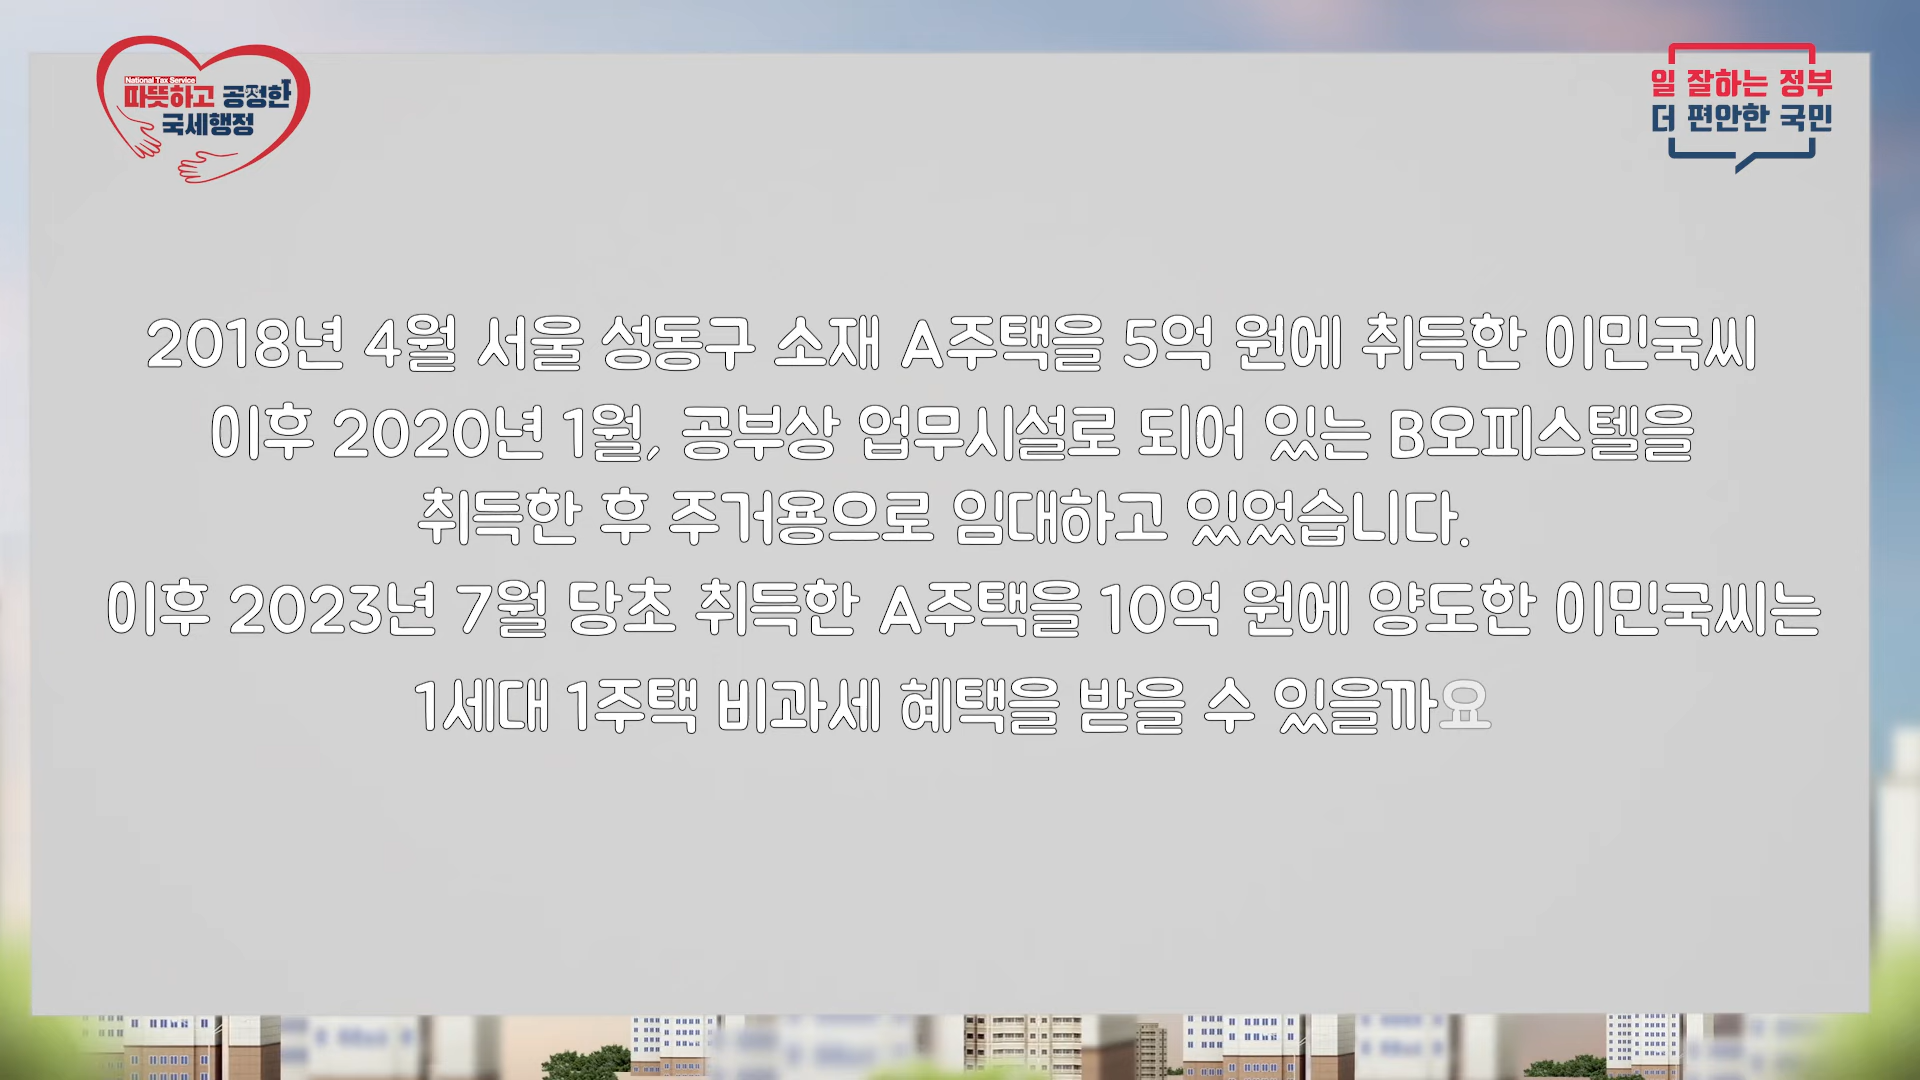 National Tax Service
따뜻하고 공정한
국세행정
일 잘하는 정부
더 편안한 국민
2018년 4월 서울 성동구 소재 A주택을 5억 원에 취득한 이민국씨
이후 2020년 1월, 공부상 업무시설로 되어 있는 B오피스텔을
취득한 후 주거용으로 임대하고 있었습니다.
이후 2023년 7월 당초 취득한 A주택을 10억 원에 양도한 이민국씨는
1세대 1주택 비과세 혜택을 받을 수 있을까요